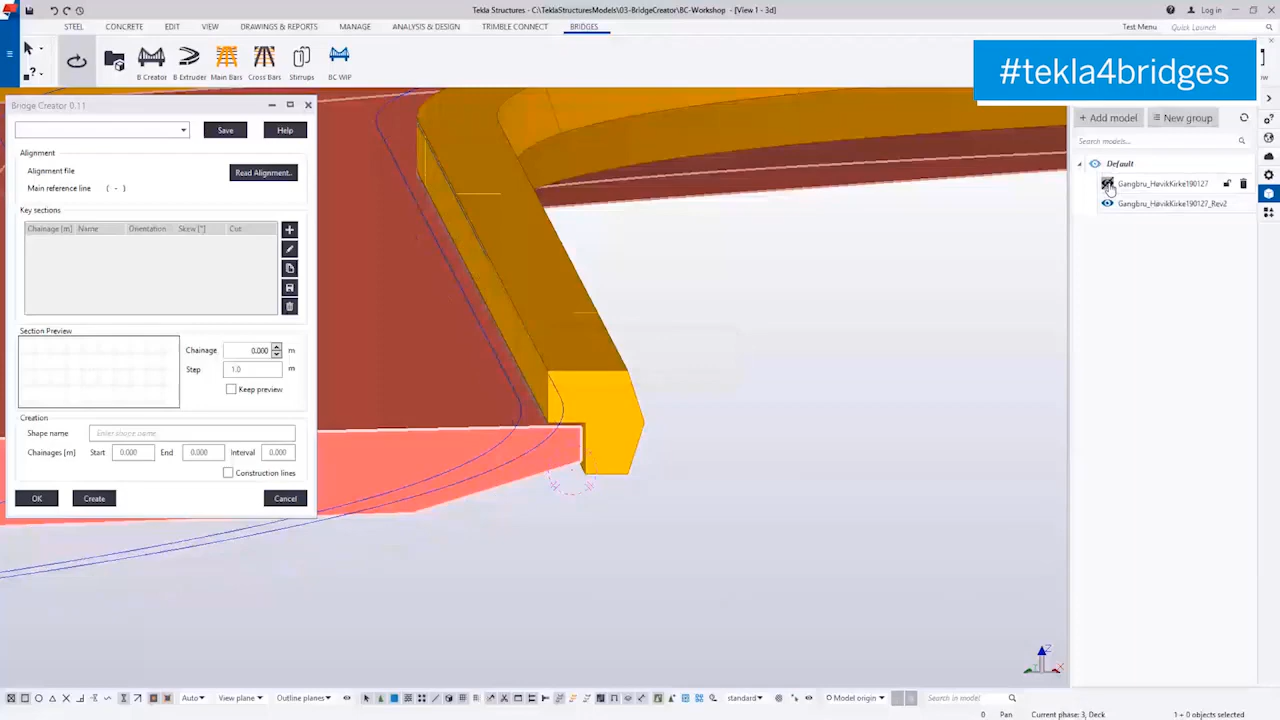 Tekla Structures - C:\TeklaStructuresModels\03-BridgeCreator\BC-Workshop - [View 1 - 3d]
Log in
STEEL CONCRETE EDIT VIEW DRAWINGS & REPORTS MANAGE ANALYSIS & DESIGN TRIMBLE CONNECT BRIDGES
Test Menu Quick Launch
B Creator B Extruder Main Bars Cross Bars Stirrups BC WIP
#tekla4bridges
Bridge Creator 0.11
Save Help
Alignment
Alignment file Read Alignment..
Main reference line ( - )
Key sections
Chainage [m] Name Orientation Skew [°] Cut
Section Preview
Chainage 0.000 m
Step 1.0 m
Keep preview
Creation
Shape name Enter shape name
Chainages [m] Start 0.000 End 0.000 Interval 0.000
Construction lines
OK Create Cancel
+ Add model New group
Search models...
Default
Gangbru_HøvikKirke190127
Gangbru_HøvikKirke190127_Rev2
Z
Auto View plane Outline planes standard Model origin Search in model
0 Pan Current phase: 3, Deck 1 + 0 objects selected